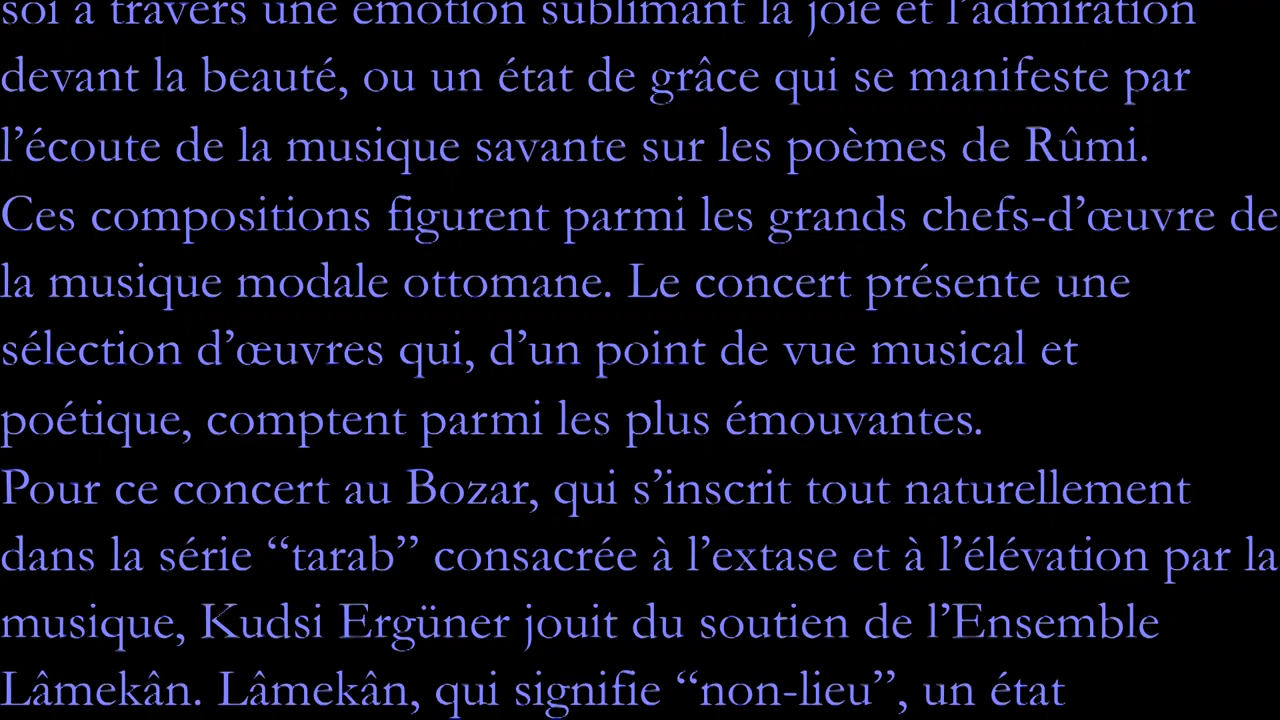 soi à travers une émotion sublimant la joie et l’admiration
devant la beauté, ou un état de grâce qui se manifeste par
l’écoute de la musique savante sur les poèmes de Rûmi.
Ces compositions figurent parmi les grands chefs-d’œuvre de
la musique modale ottomane. Le concert présente une
sélection d’œuvres qui, d’un point de vue musical et
poétique, comptent parmi les plus émouvantes.
Pour ce concert au Bozar, qui s’inscrit tout naturellement
dans la série “tarab” consacrée à l’extase et à l’élévation par la
musique, Kudsi Ergüner jouit du soutien de l’Ensemble
Lâmekân. Lâmekân, qui signifie “non-lieu”, un état